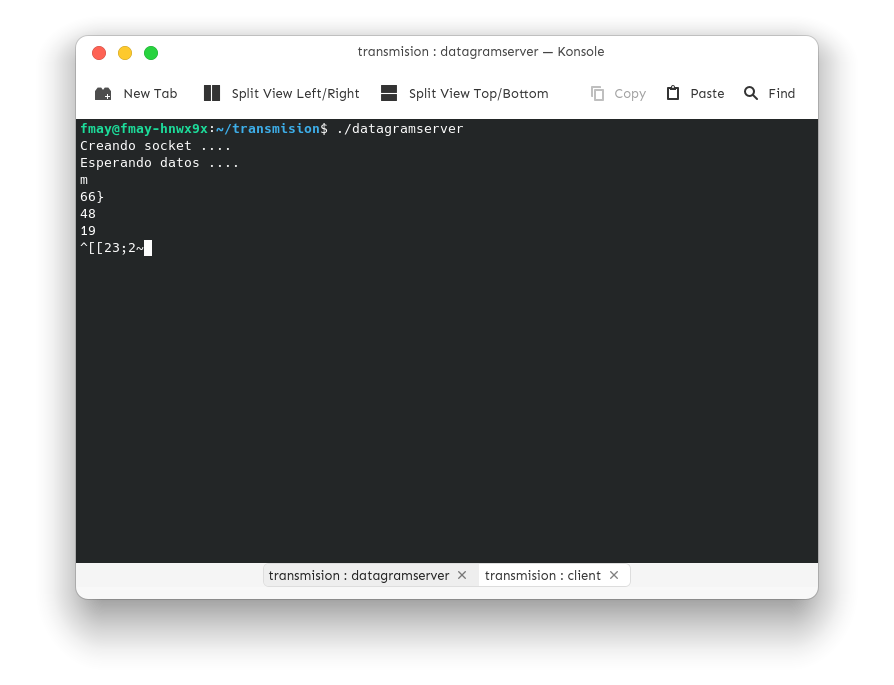 transmision : datagramserver — Konsole
New Tab Split View Left/Right Split View Top/Bottom Copy Paste Find
fmay@fmay-hnwx9x:~/transmision$ ./datagramserver
Creando socket ....
Esperando datos ....
m
66}
48
19
^[[23;2~
transmision : datagramserver ✕ transmision : client ✕